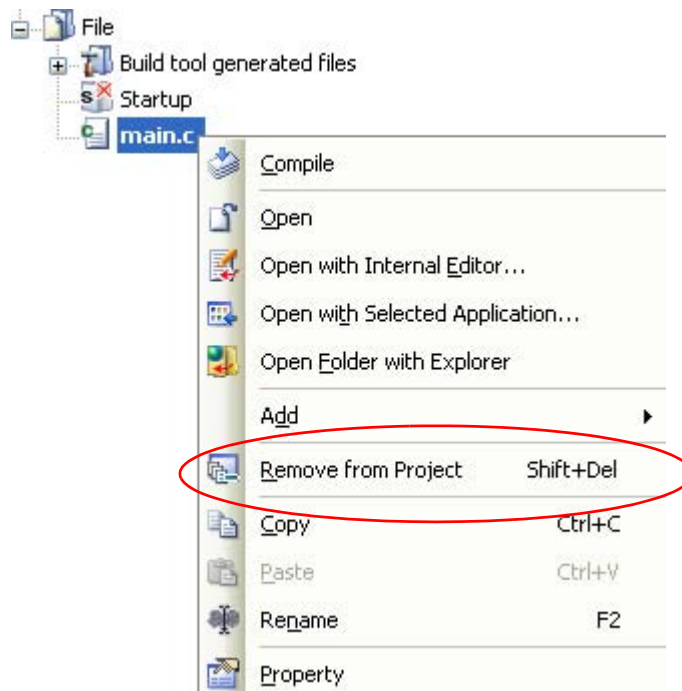 File
Build tool generated files
Startup
main.c
Compile
Open
Open with Internal Editor...
Open with Selected Application...
Open Folder with Explorer
Add
Remove from Project Shift+Del
Copy Ctrl+C
Paste Ctrl+V
Rename F2
Property